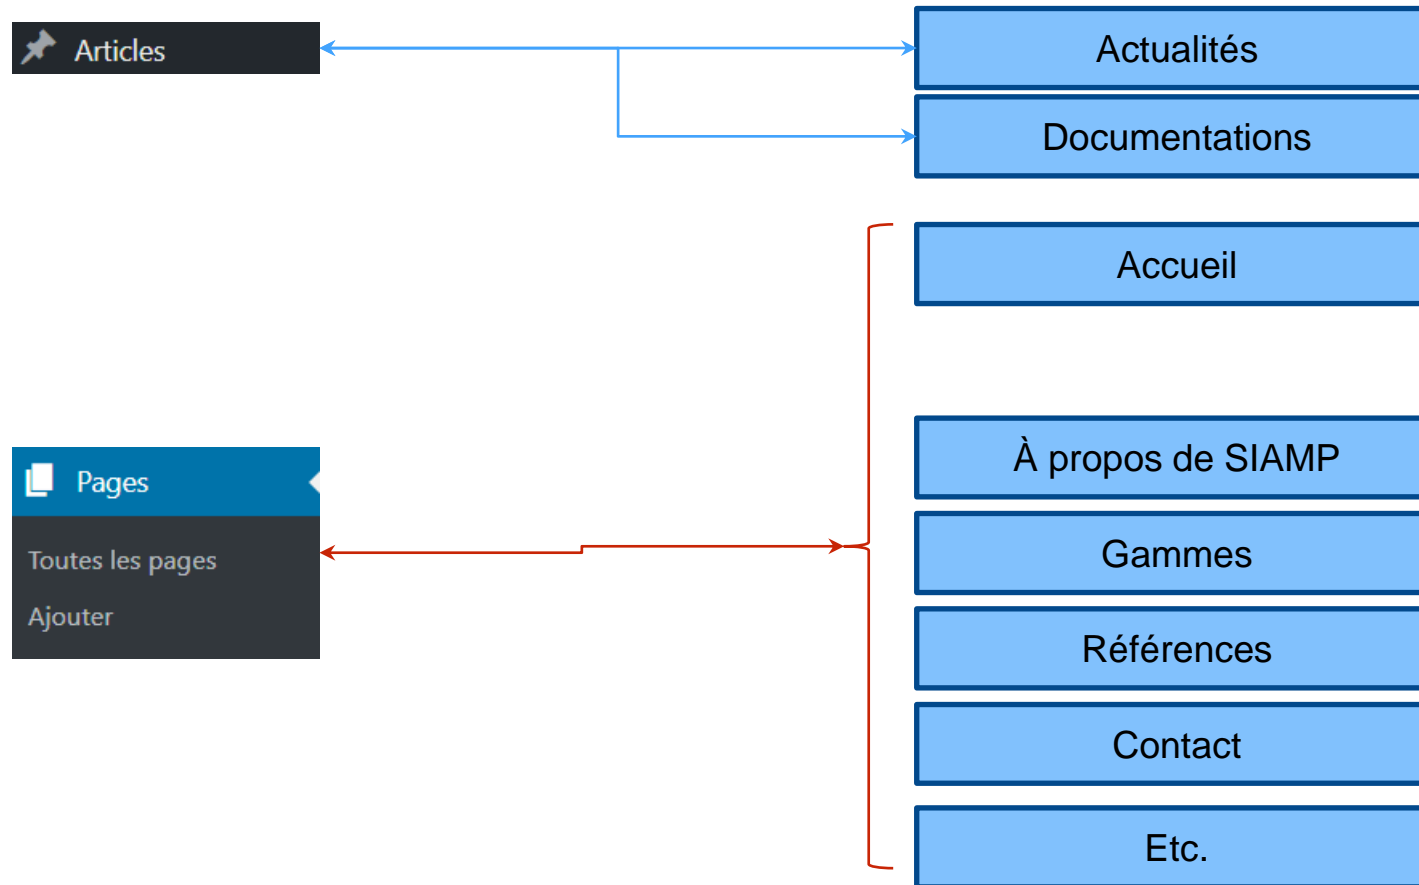 Articles
Actualités
Documentations
Accueil
À propos de SIAMP
Pages
Toutes les pages
Ajouter
Gammes
Références
Contact
Etc.